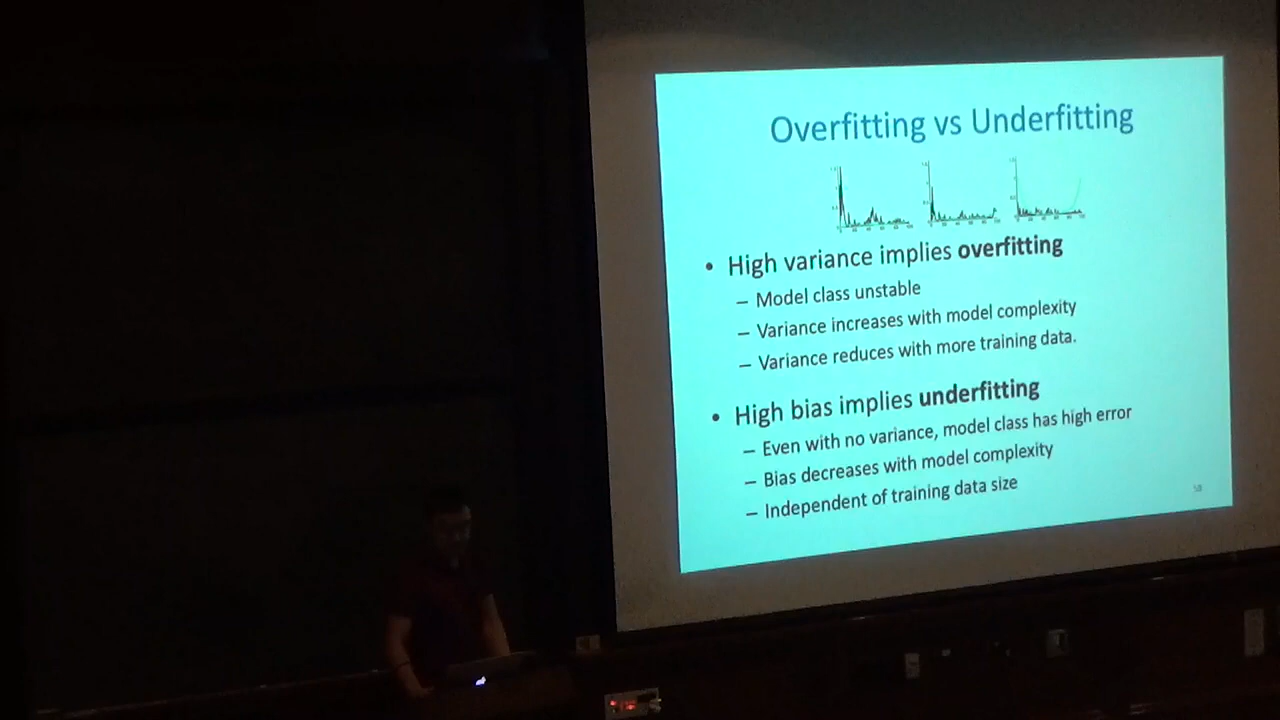 Overfitting vs Underfitting
• High variance implies overfitting
– Model class unstable
– Variance increases with model complexity
– Variance reduces with more training data.
• High bias implies underfitting
– Even with no variance, model class has high error
– Bias decreases with model complexity
– Independent of training data size